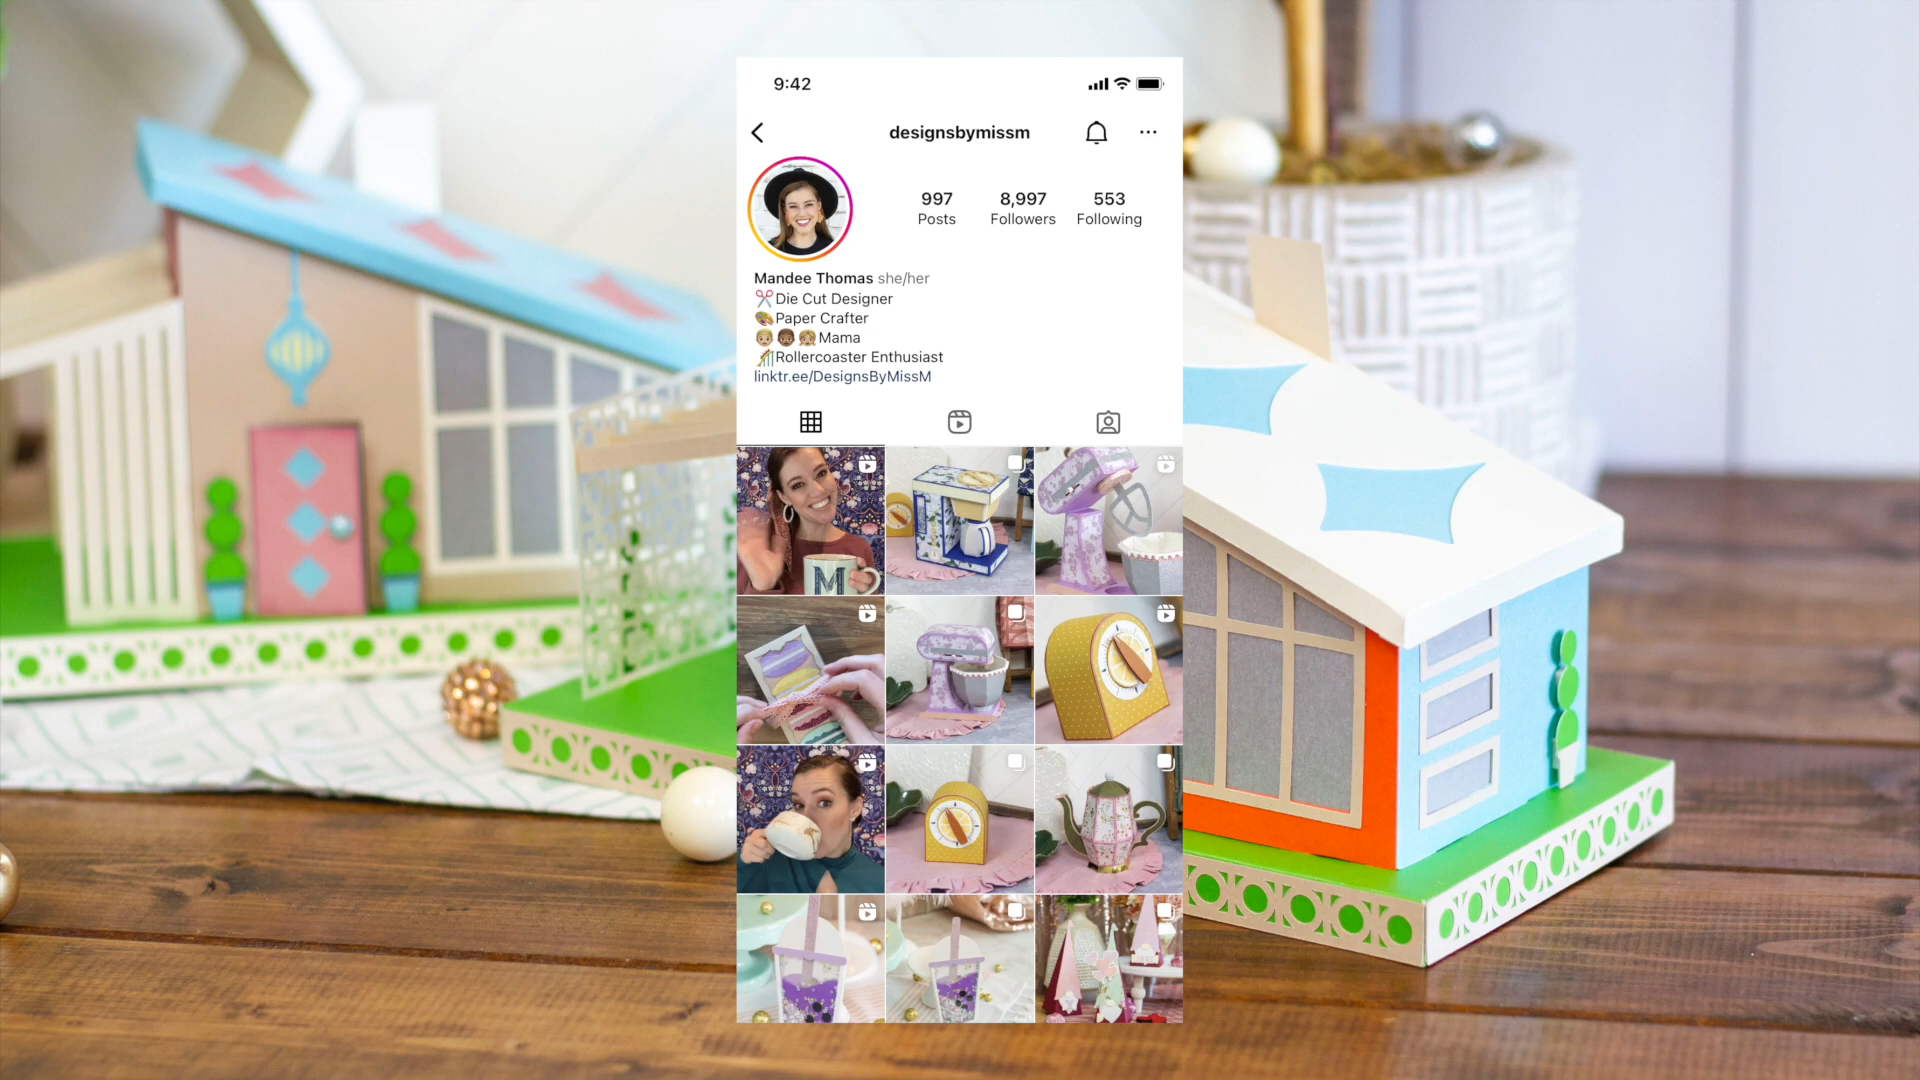 9:42
designsbymissm
997 8,997 553
Posts Followers Following
Mandee Thomas she/her
✂️Die Cut Designer
🎨Paper Crafter
👦🏼👦🏾👧🏼Mama
🎢Rollercoaster Enthusiast
linktr.ee/DesignsByMissM
M